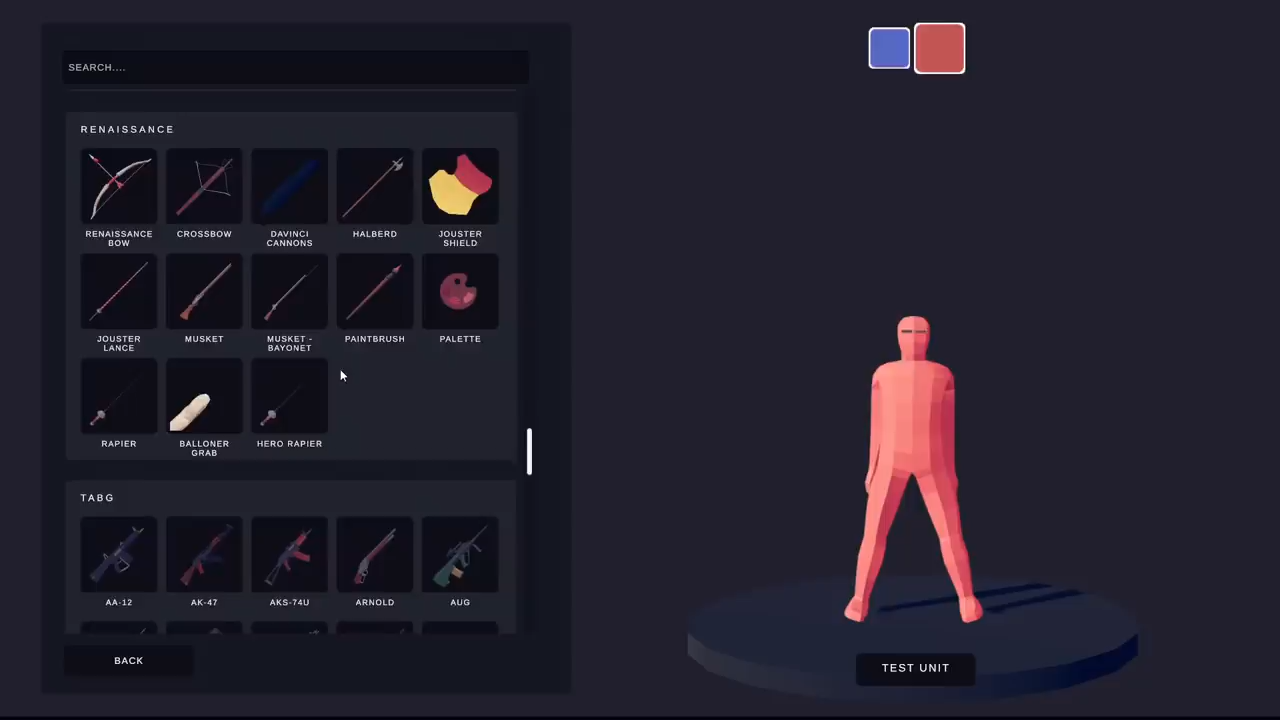 SEARCH....
RENAISSANCE
RENAISSANCE
BOW
CROSSBOW
DAVINCI
CANNONS
HALBERD
JOUSTER
SHIELD
JOUSTER
LANCE
MUSKET
MUSKET -
BAYONET
PAINTBRUSH
PALETTE
RAPIER
BALLONER
GRAB
HERO RAPIER
TABG
AA-12
AK-47
AKS-74U
ARNOLD
AUG
BACK
TEST UNIT